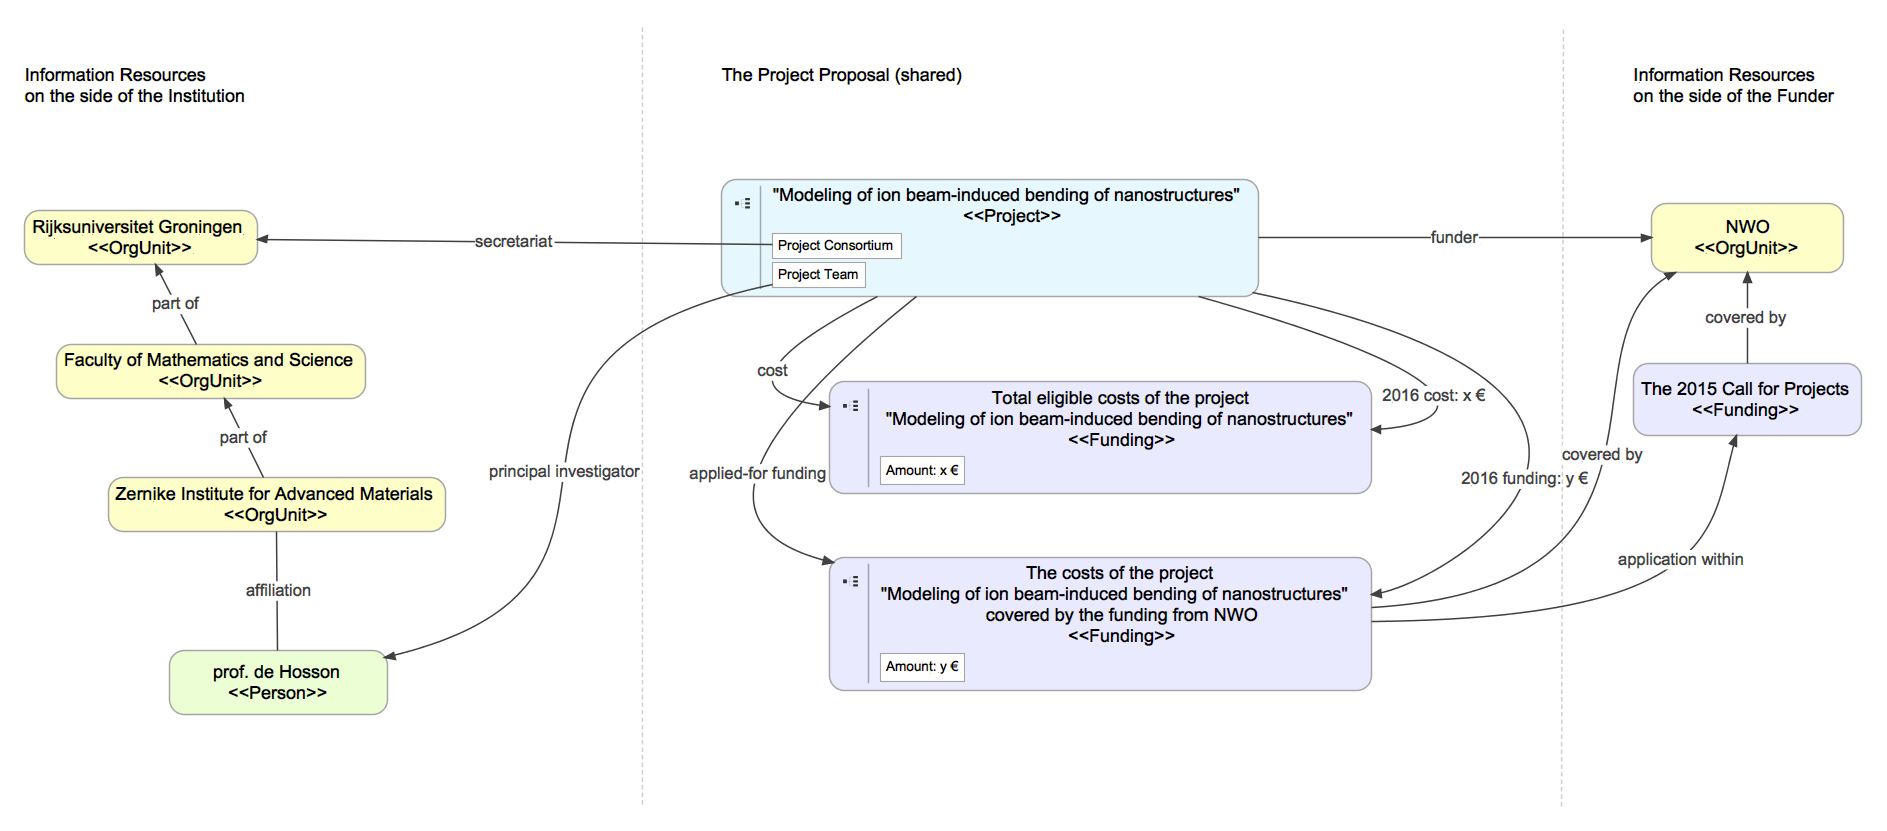 Information Resources
on the side of the Institution
The Project Proposal (shared)
Information Resources
on the side of the Funder
Rijksuniversitet Groningen
<<OrgUnit>>
part of
Faculty of Mathematics and Science
<<OrgUnit>>
part of
Zernike Institute for Advanced Materials
<<OrgUnit>>
affiliation
prof. de Hosson
<<Person>>
secretariat
principal investigator
"Modeling of ion beam-induced bending of nanostructures"
<<Project>>
Project Consortium
Project Team
cost
applied-for funding
Total eligible costs of the project
"Modeling of ion beam-induced bending of nanostructures"
<<Funding>>
Amount: x €
2016 cost: x €
2016 funding: y €
The costs of the project
"Modeling of ion beam-induced bending of nanostructures"
covered by the funding from NWO
<<Funding>>
Amount: y €
funder
covered by
application within
NWO
<<OrgUnit>>
covered by
The 2015 Call for Projects
<<Funding>>